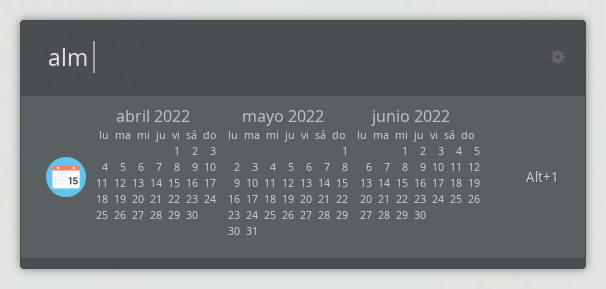 alm
abril 2022 mayo 2022 junio 2022
lu ma mi ju vi sá do lu ma mi ju vi sá do lu ma mi ju vi sá do
1 2 3 1 1 2 3 4 5
4 5 6 7 8 9 10 2 3 4 5 6 7 8 6 7 8 9 10 11 12
11 12 13 14 15 16 17 9 10 11 12 13 14 15 13 14 15 16 17 18 19
18 19 20 21 22 23 24 16 17 18 19 20 21 22 20 21 22 23 24 25 26
25 26 27 28 29 30 23 24 25 26 27 28 29 27 28 29 30
30 31
15
Alt+1